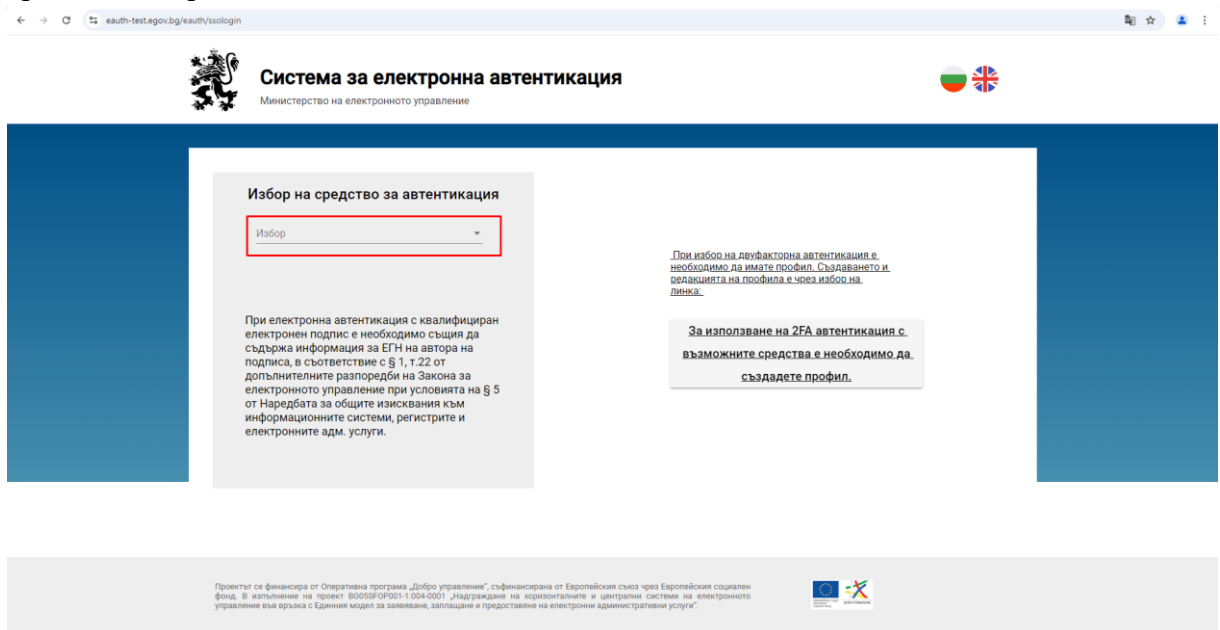 eauth-test.egov.bg/eauth/ssologin
Система за електронна автентикация
Министерство на електронното управление
Избор на средство за автентикация
Избор
При електронна автентикация с квалифициран
електронен подпис е необходимо същия да
съдържа информация за ЕГН на автора на
подписа, в съответствие с § 1, т.22 от
допълнителните разпоредби на Закона за
електронното управление при условията на § 5
от Наредбата за общите изисквания към
информационните системи, регистрите и
електронните адм. услуги.
При избор на двуфакторна автентикация е
необходимо да имате профил. Създаването и
редакцията на профила е чрез избор на
линка:
За използване на 2FA автентикация с
възможните средства е необходимо да
създадете профил.
Проектът се финансира от Оперативна програма „Добро управление", съфинансирана от Европейския съюз чрез Европейския социален
фонд. В изпълнение на проект BG05SFOP001-1.004-0001 „Надграждане на хоризонталните и централни системи на електронното
управление във връзка с Единния модел за заявяване, заплащане и предоставяне на електронни административни услуги".